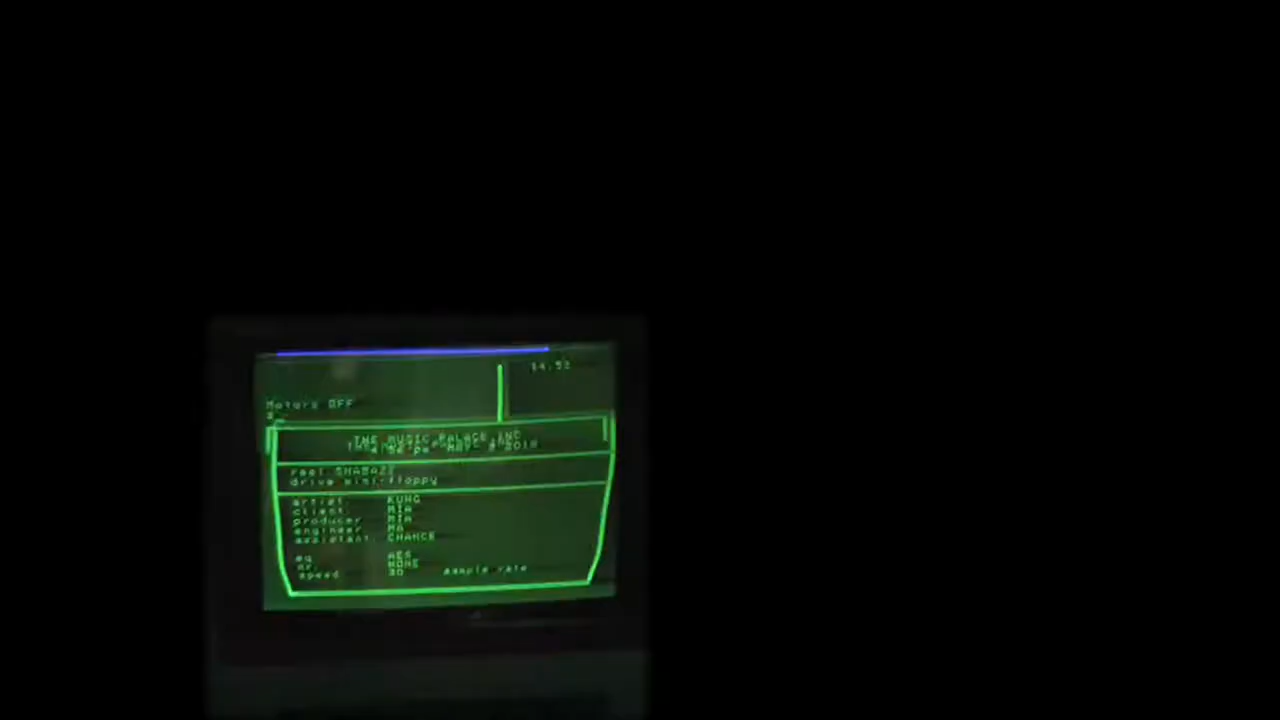 14.53
Motors OFF
THE MUSIC PALACE INC
reel SHABAZZ
drive mini-floppy
artist KUNG
client MIA
producer MIA
engineer MA
assistant CHANCE
eq AES
nr. NONE
speed 30 sample rate